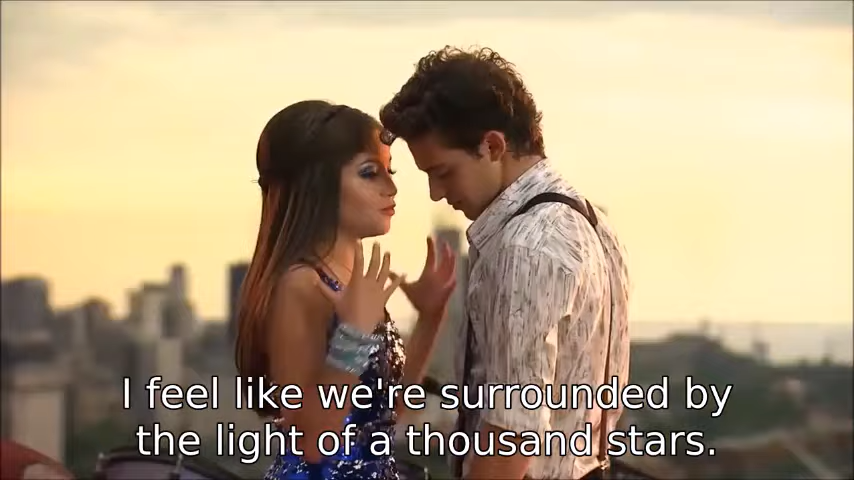 I feel like we're surrounded by
the light of a thousand stars.